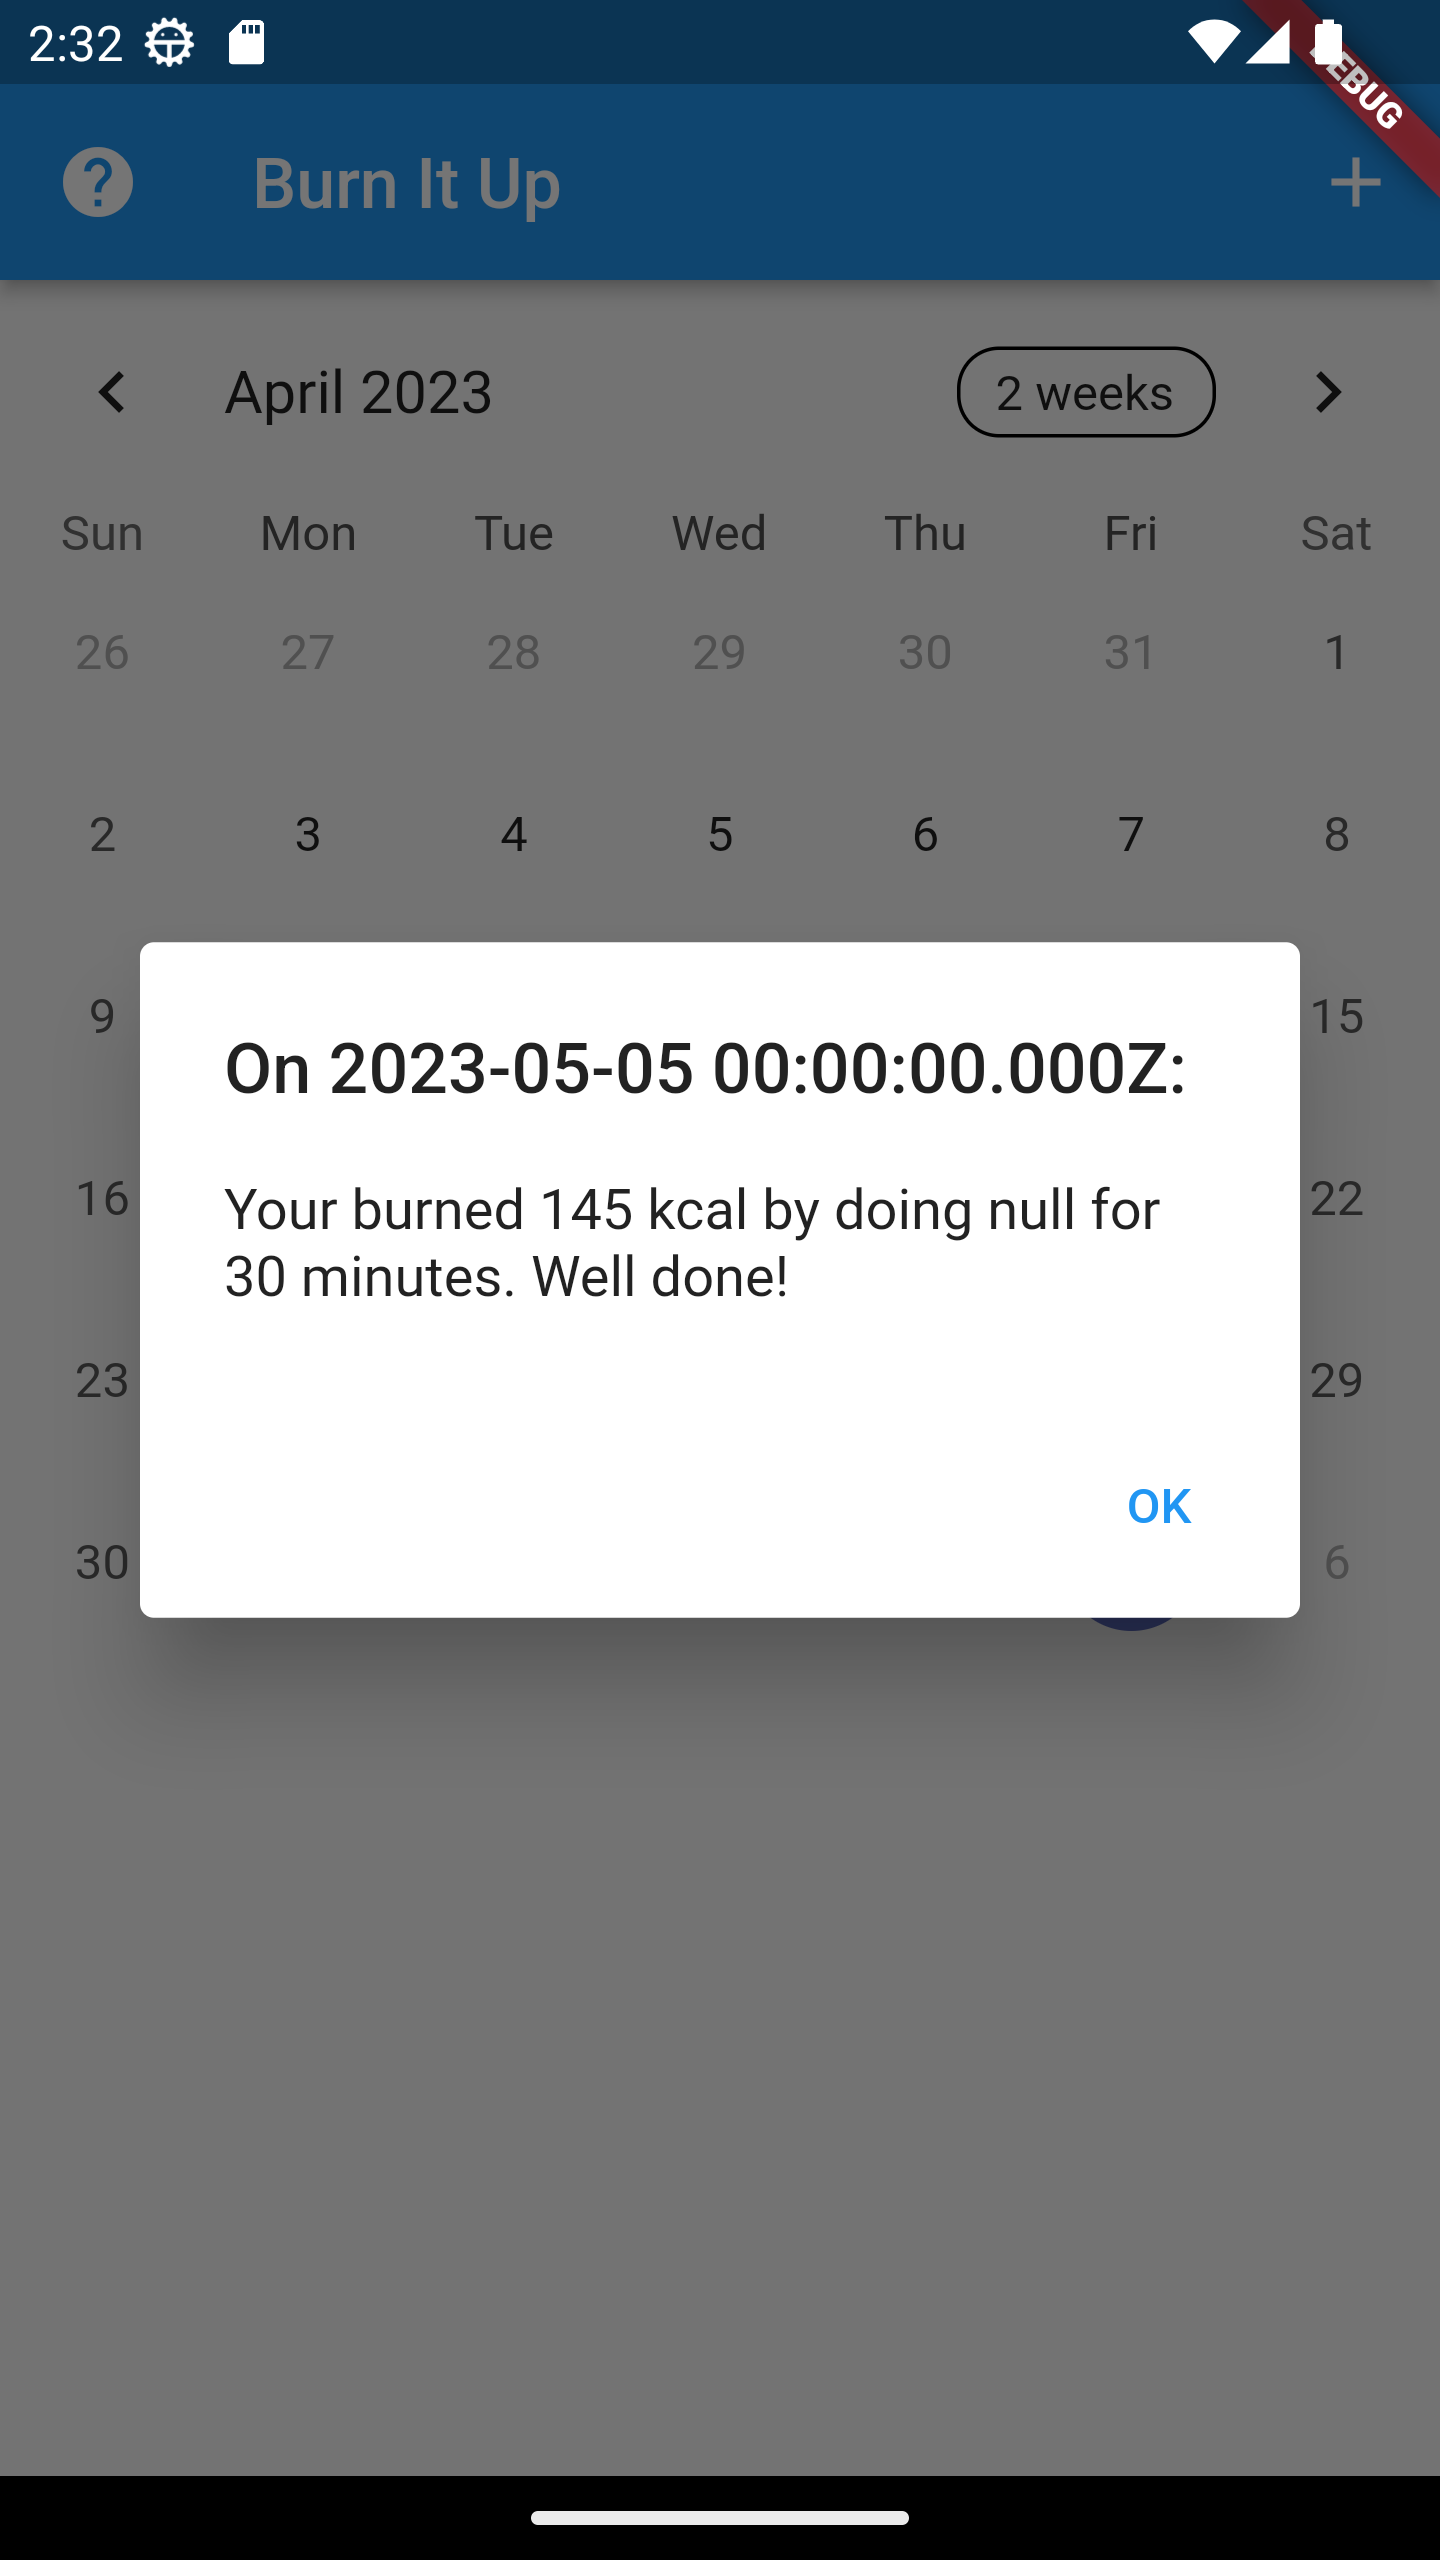 2:32
DEBUG
Burn It Up
April 2023 2 weeks
Sun Mon Tue Wed Thu Fri Sat
26 27 28 29 30 31 1
2 3 4 5 6 7 8
9 15
On 2023-05-05 00:00:00.000Z:
16 22
Your burned 145 kcal by doing null for
30 minutes. Well done!
23 29
OK
30 6